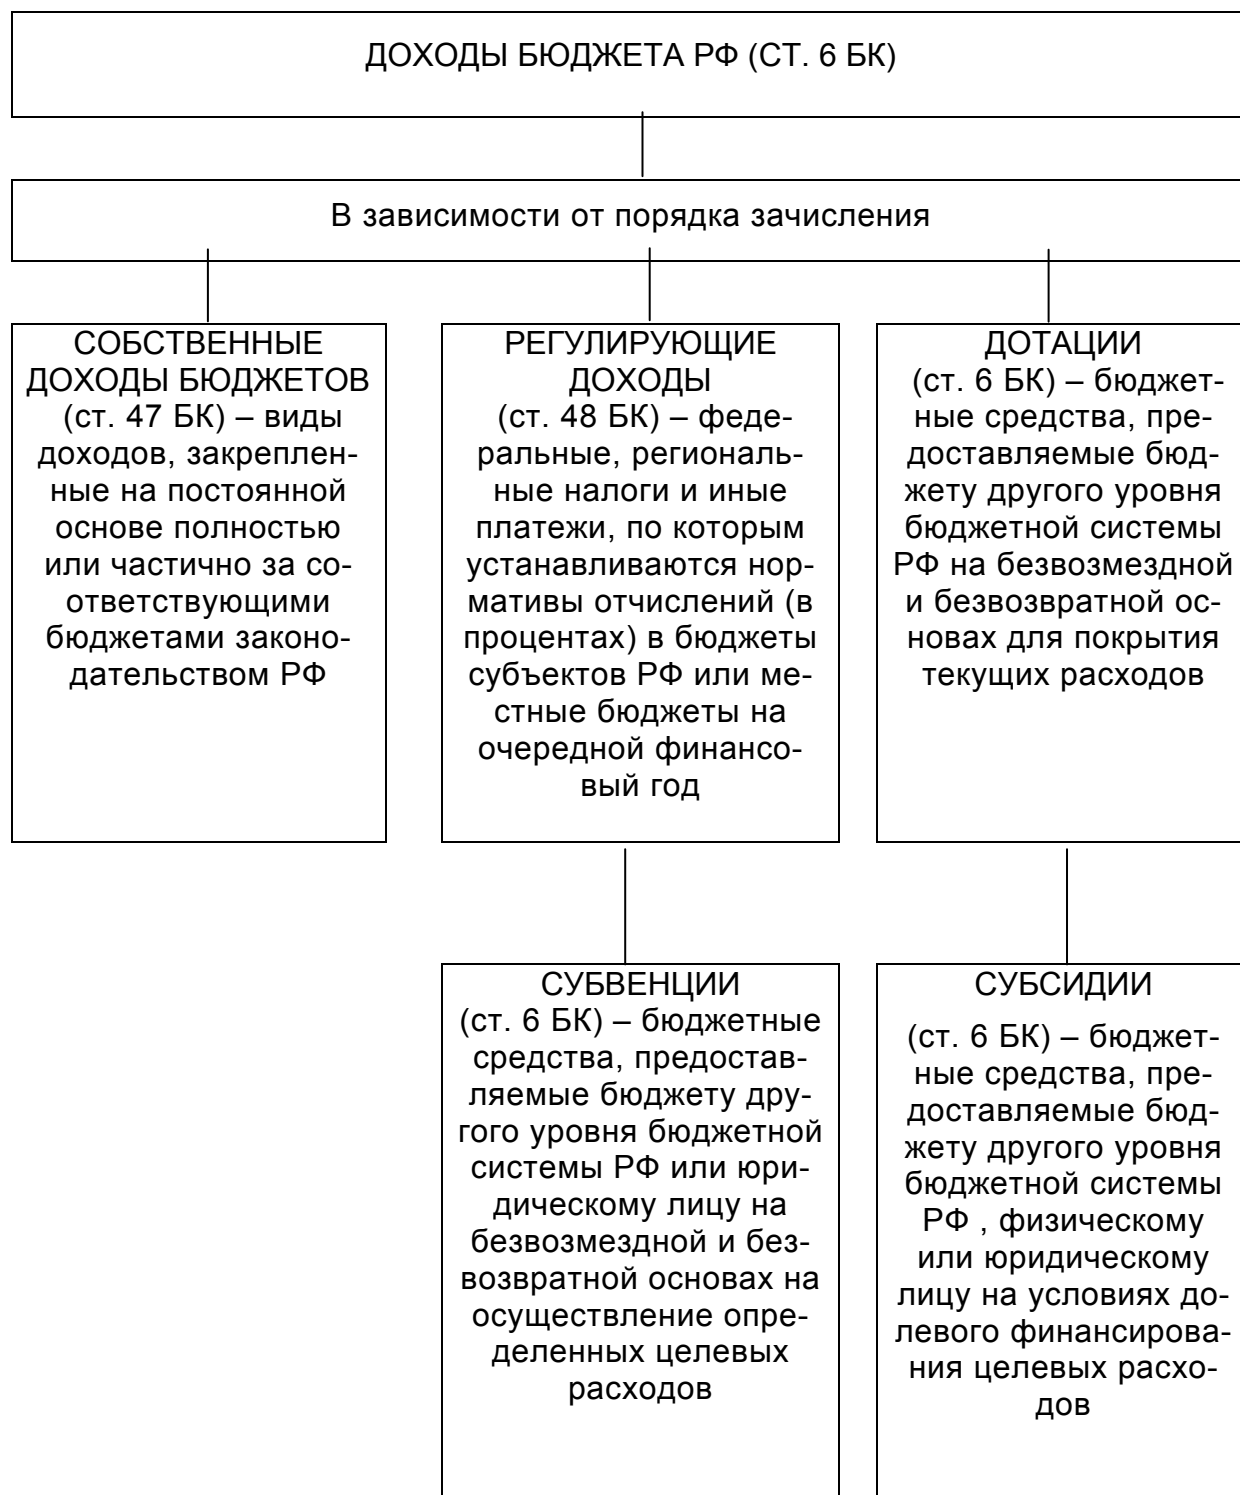 ДОХОДЫ БЮДЖЕТА РФ (СТ. 6 БК)
В зависимости от порядка зачисления
СОБСТВЕННЫЕ
ДОХОДЫ БЮДЖЕТОВ
(ст. 47 БК) – виды
доходов, закреплен-
ные на постоянной
основе полностью
или частично за со-
ответствующими
бюджетами законо-
дательством РФ
РЕГУЛИРУЮЩИЕ
ДОХОДЫ
(ст. 48 БК) – феде-
ральные, региональ-
ные налоги и иные
платежи, по которым
устанавливаются нор-
мативы отчислений (в
процентах) в бюджеты
субъектов РФ или ме-
стные бюджеты на
очередной финансо-
вый год
ДОТАЦИИ
(ст. 6 БК) – бюджет-
ные средства, пре-
доставляемые бюд-
жету другого уровня
бюджетной системы
РФ на безвозмездной
и безвозвратной ос-
новах для покрытия
текущих расходов
СУБВЕНЦИИ
(ст. 6 БК) – бюджетные
средства, предостав-
ляемые бюджету дру-
гого уровня бюджетной
системы РФ или юри-
дическому лицу на
безвозмездной и без-
возвратной основах на
осуществление опре-
деленных целевых
расходов
СУБСИДИИ
(ст. 6 БК) – бюджет-
ные средства, пре-
доставляемые бюд-
жету другого уровня
бюджетной системы
РФ , физическому
или юридическому
лицу на условиях до-
левого финансирова-
ния целевых расхо-
дов